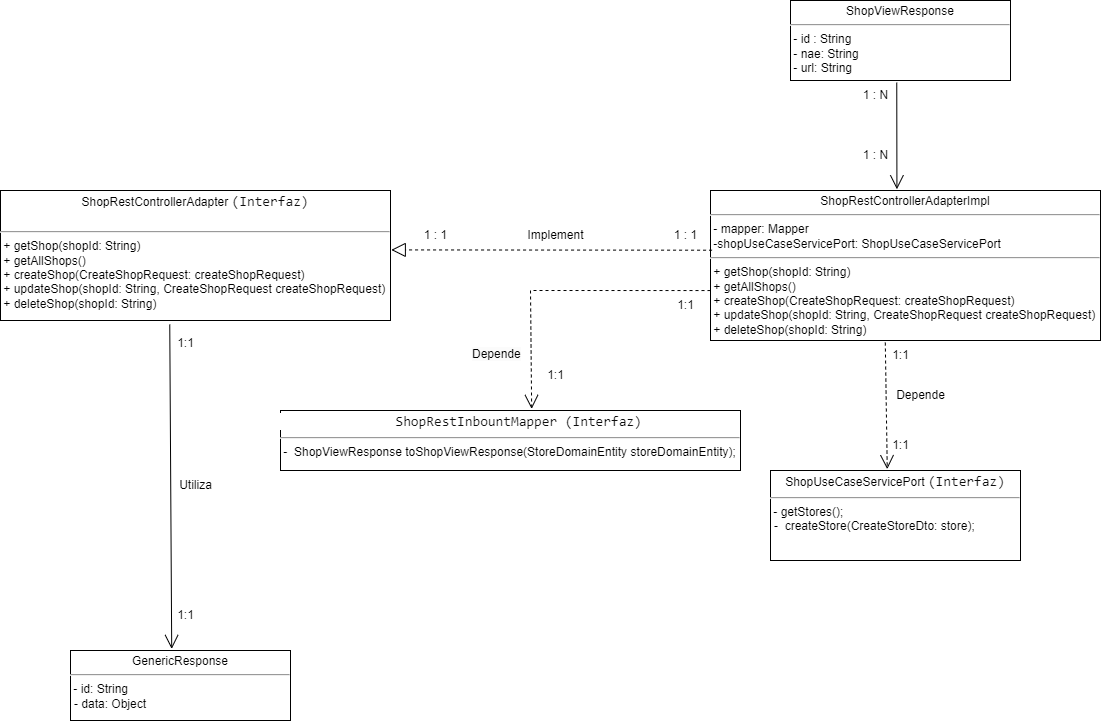 ShopViewResponse
- id : String
- nae: String
- url: String
1 : N
1 : N
ShopRestControllerAdapter (Interfaz)
+ getShop(shopId: String)
+ getAllShops()
+ createShop(CreateShopRequest: createShopRequest)
+ updateShop(shopId: String, CreateShopRequest createShopRequest)
+ deleteShop(shopId: String)
1 : 1
Implement
1 : 1
ShopRestControllerAdapterImpl
- mapper: Mapper
-shopUseCaseServicePort: ShopUseCaseServicePort
+ getShop(shopId: String)
+ getAllShops()
+ createShop(CreateShopRequest: createShopRequest)
+ updateShop(shopId: String, CreateShopRequest createShopRequest)
+ deleteShop(shopId: String)
1:1
Depende
1:1
1:1
Depende
1:1
ShopRestInbountMapper (Interfaz)
- ShopViewResponse toShopViewResponse(StoreDomainEntity storeDomainEntity);
ShopUseCaseServicePort (Interfaz)
- getStores();
- createStore(CreateStoreDto: store);
1:1
Utiliza
1:1
GenericResponse
- id: String
- data: Object